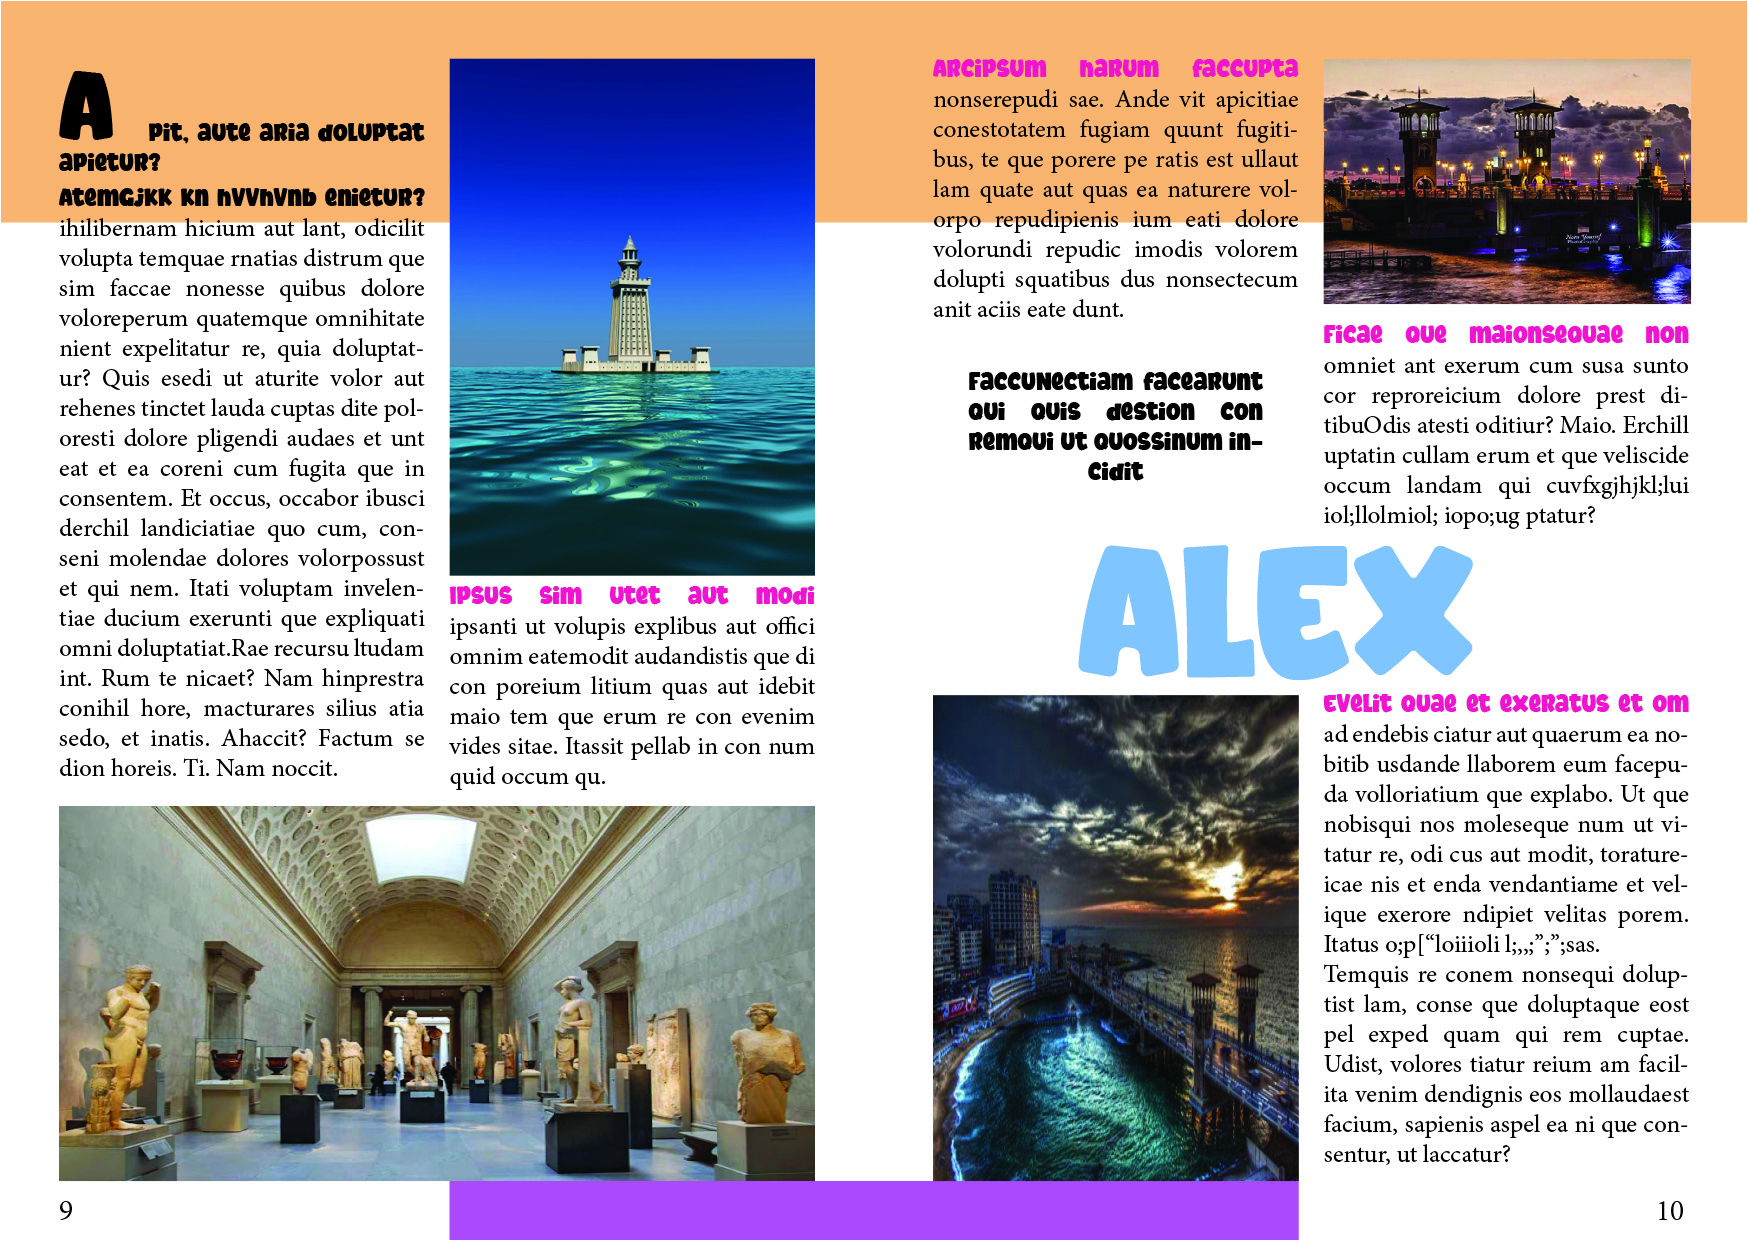 A pit, aute aria doluptat
apietur?
Atemgjkk kn hvvhvnb enietur?
ihilibernam hicium aut lant, odicilit
volupta temquae rnatias distrum que
sim faccae nonesse quibus dolore
voloreperum quatemque omnihitate
nient expelitatur re, quia doluptat-
ur? Quis esedi ut aturite volor aut
rehenes tinctet lauda cuptas dite pol-
oresti dolore pligendi audaes et unt
eat et ea coreni cum fugita que in
consentem. Et occus, occabor ibusci
derchil landiciatiae quo cum, con-
seni molendae dolores volorpossust
et qui nem. Itati voluptam invelen-
tiae ducium exerunti que expliquati
omni doluptatiat.Rae recursu ltudam
int. Rum te nicaet? Nam hinprestra
conihil hore, macturares silius atia
sedo, et inatis. Ahaccit? Factum se
dion horeis. Ti. Nam noccit.
Ipsus sim utet aut modi
ipsanti ut volupis explibus aut offici
omnim eatemodit audandistis que di
con poreium litium quas aut idebit
maio tem que erum re con evenim
vides sitae. Itassit pellab in con num
quid occum qu.
9
Arcipsum harum faccupta
nonserepudi sae. Ande vit apicitiae
conestotatem fugiam quunt fugiti-
bus, te que porere pe ratis est ullaut
lam quate aut quas ea naturere vol-
orpo repudipienis ium eati dolore
volorundi repudic imodis volorem
dolupti squatibus dus nonsectecum
anit aciis eate dunt.
Faccunectiam facearunt
qui quis destion con
remqui ut quossinum in-
cidit
Nora Youssef
PhotoGraphy
Ficae que maionsequae non
omniet ant exerum cum susa sunto
cor reproreicium dolore prest di-
tibuOdis atesti oditiur? Maio. Erchill
uptatin cullam erum et que veliscide
occum landam qui cuvfxgjhjkl;lui
iol;llolmiol; iopo;ug ptatur?
ALEX
Evelit quae et exeratus et om
ad endebis ciatur aut quaerum ea no-
bitib usdande llaborem eum facepu-
da volloriatium que explabo. Ut que
nobisqui nos moleseque num ut vi-
tatur re, odi cus aut modit, torature-
icae nis et enda vendantiame et vel-
ique exerore ndipiet velitas porem.
Itatus o;p[“loiiioli l;,,;”;”;sas.
Temquis re conem nonsequi dolup-
tist lam, conse que doluptaque eost
pel exped quam qui rem cuptae.
Udist, volores tiatur reium am facil-
ita venim dendignis eos mollaudaest
facium, sapienis aspel ea ni que con-
sentur, ut laccatur?
10